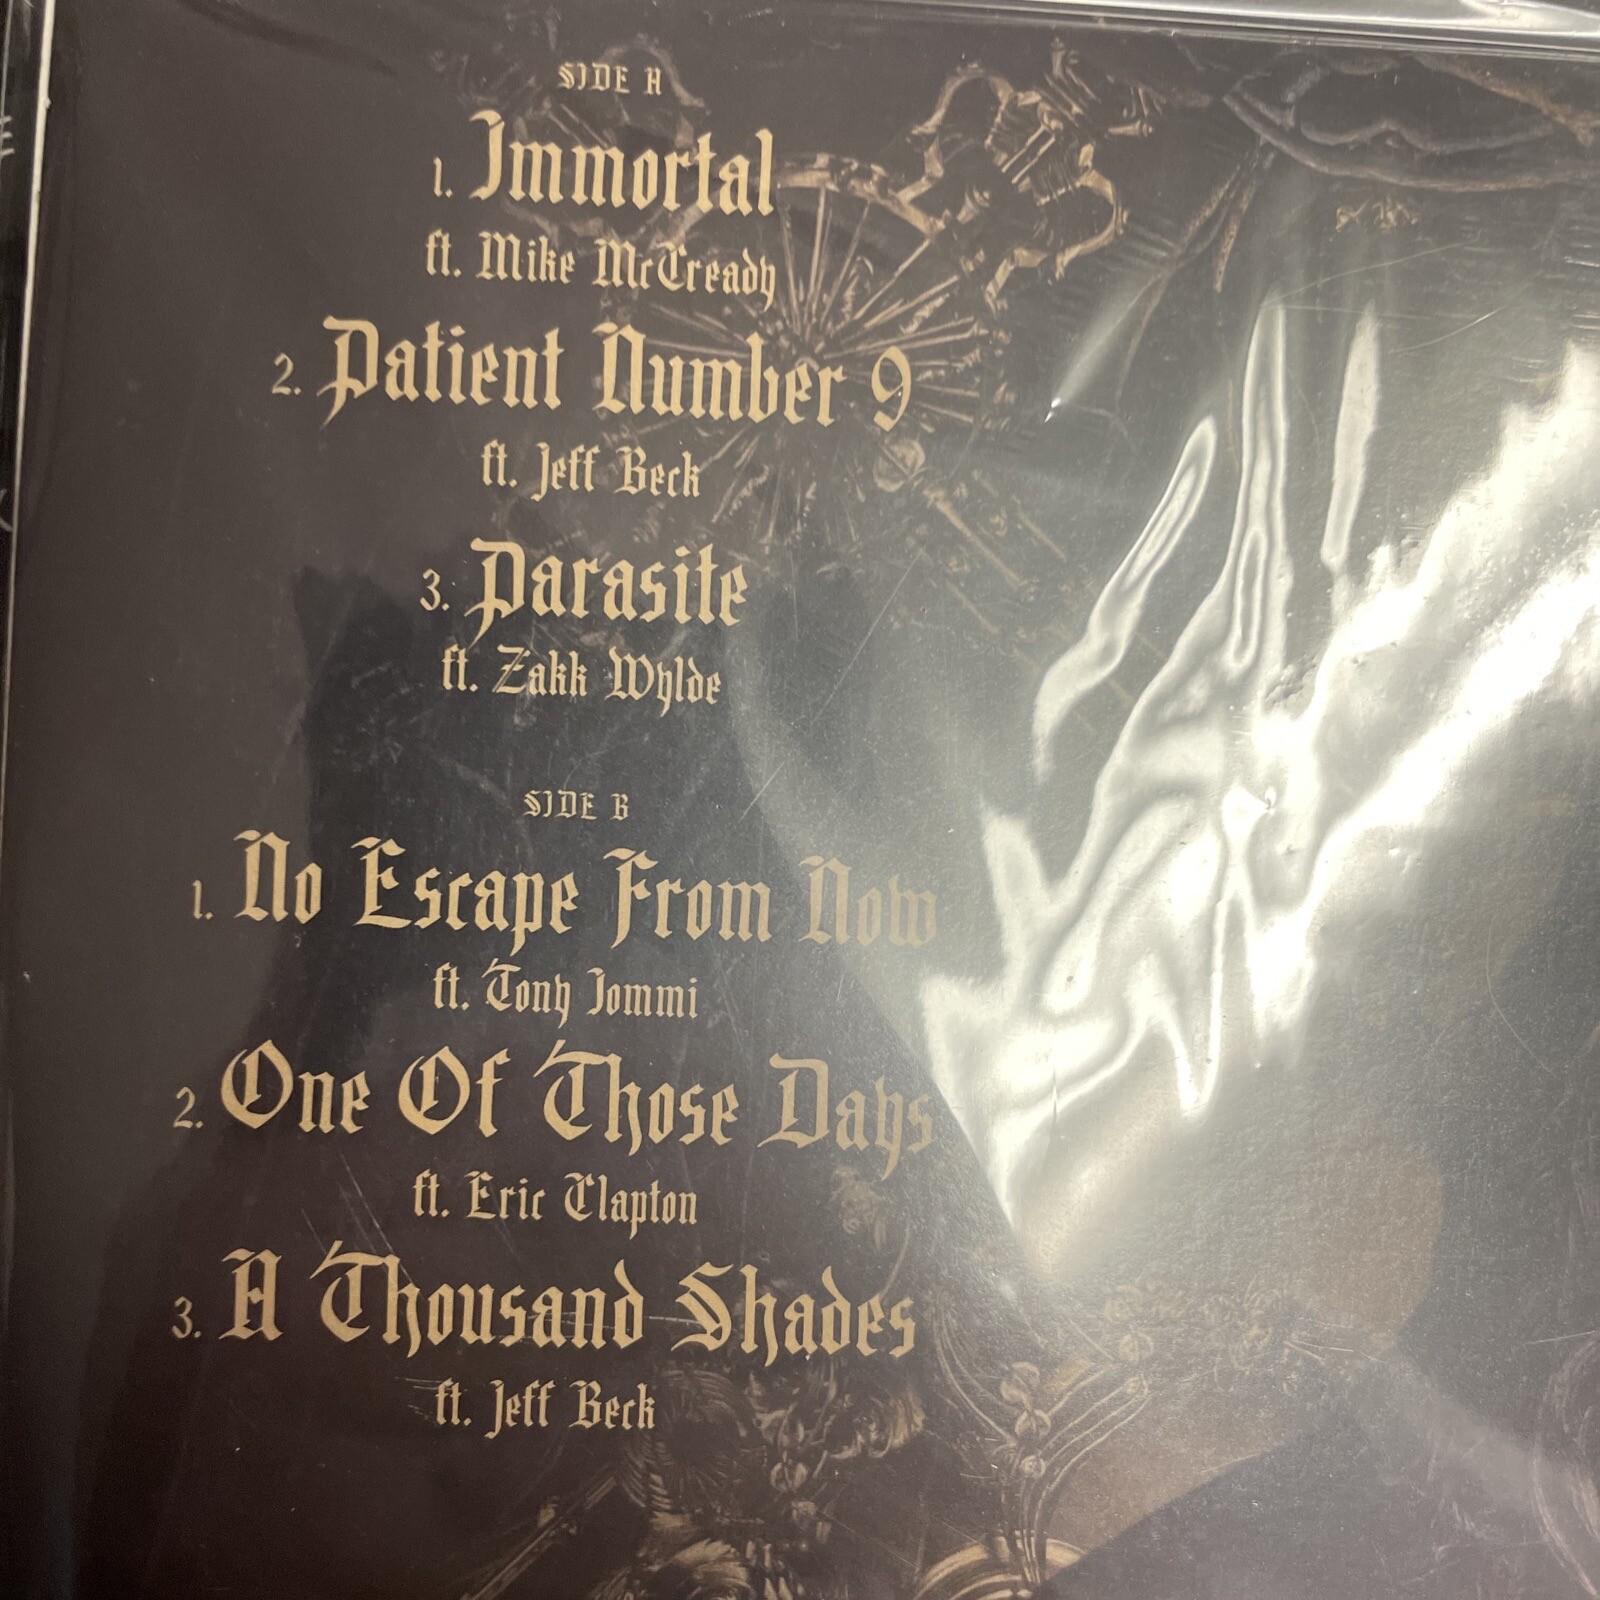 SIDE A
1. Immortal
ft. Mike McCready
2. Patient Number 9
ft. Jeff Beck
3. Parasite
ft. Zakk Wylde
SIDE B
1. No Escape From Now
ft. Tony Iommi
2. One Of Those Days
ft. Eric Clapton
3. A Thousand Shades
ft. Jeff Beck